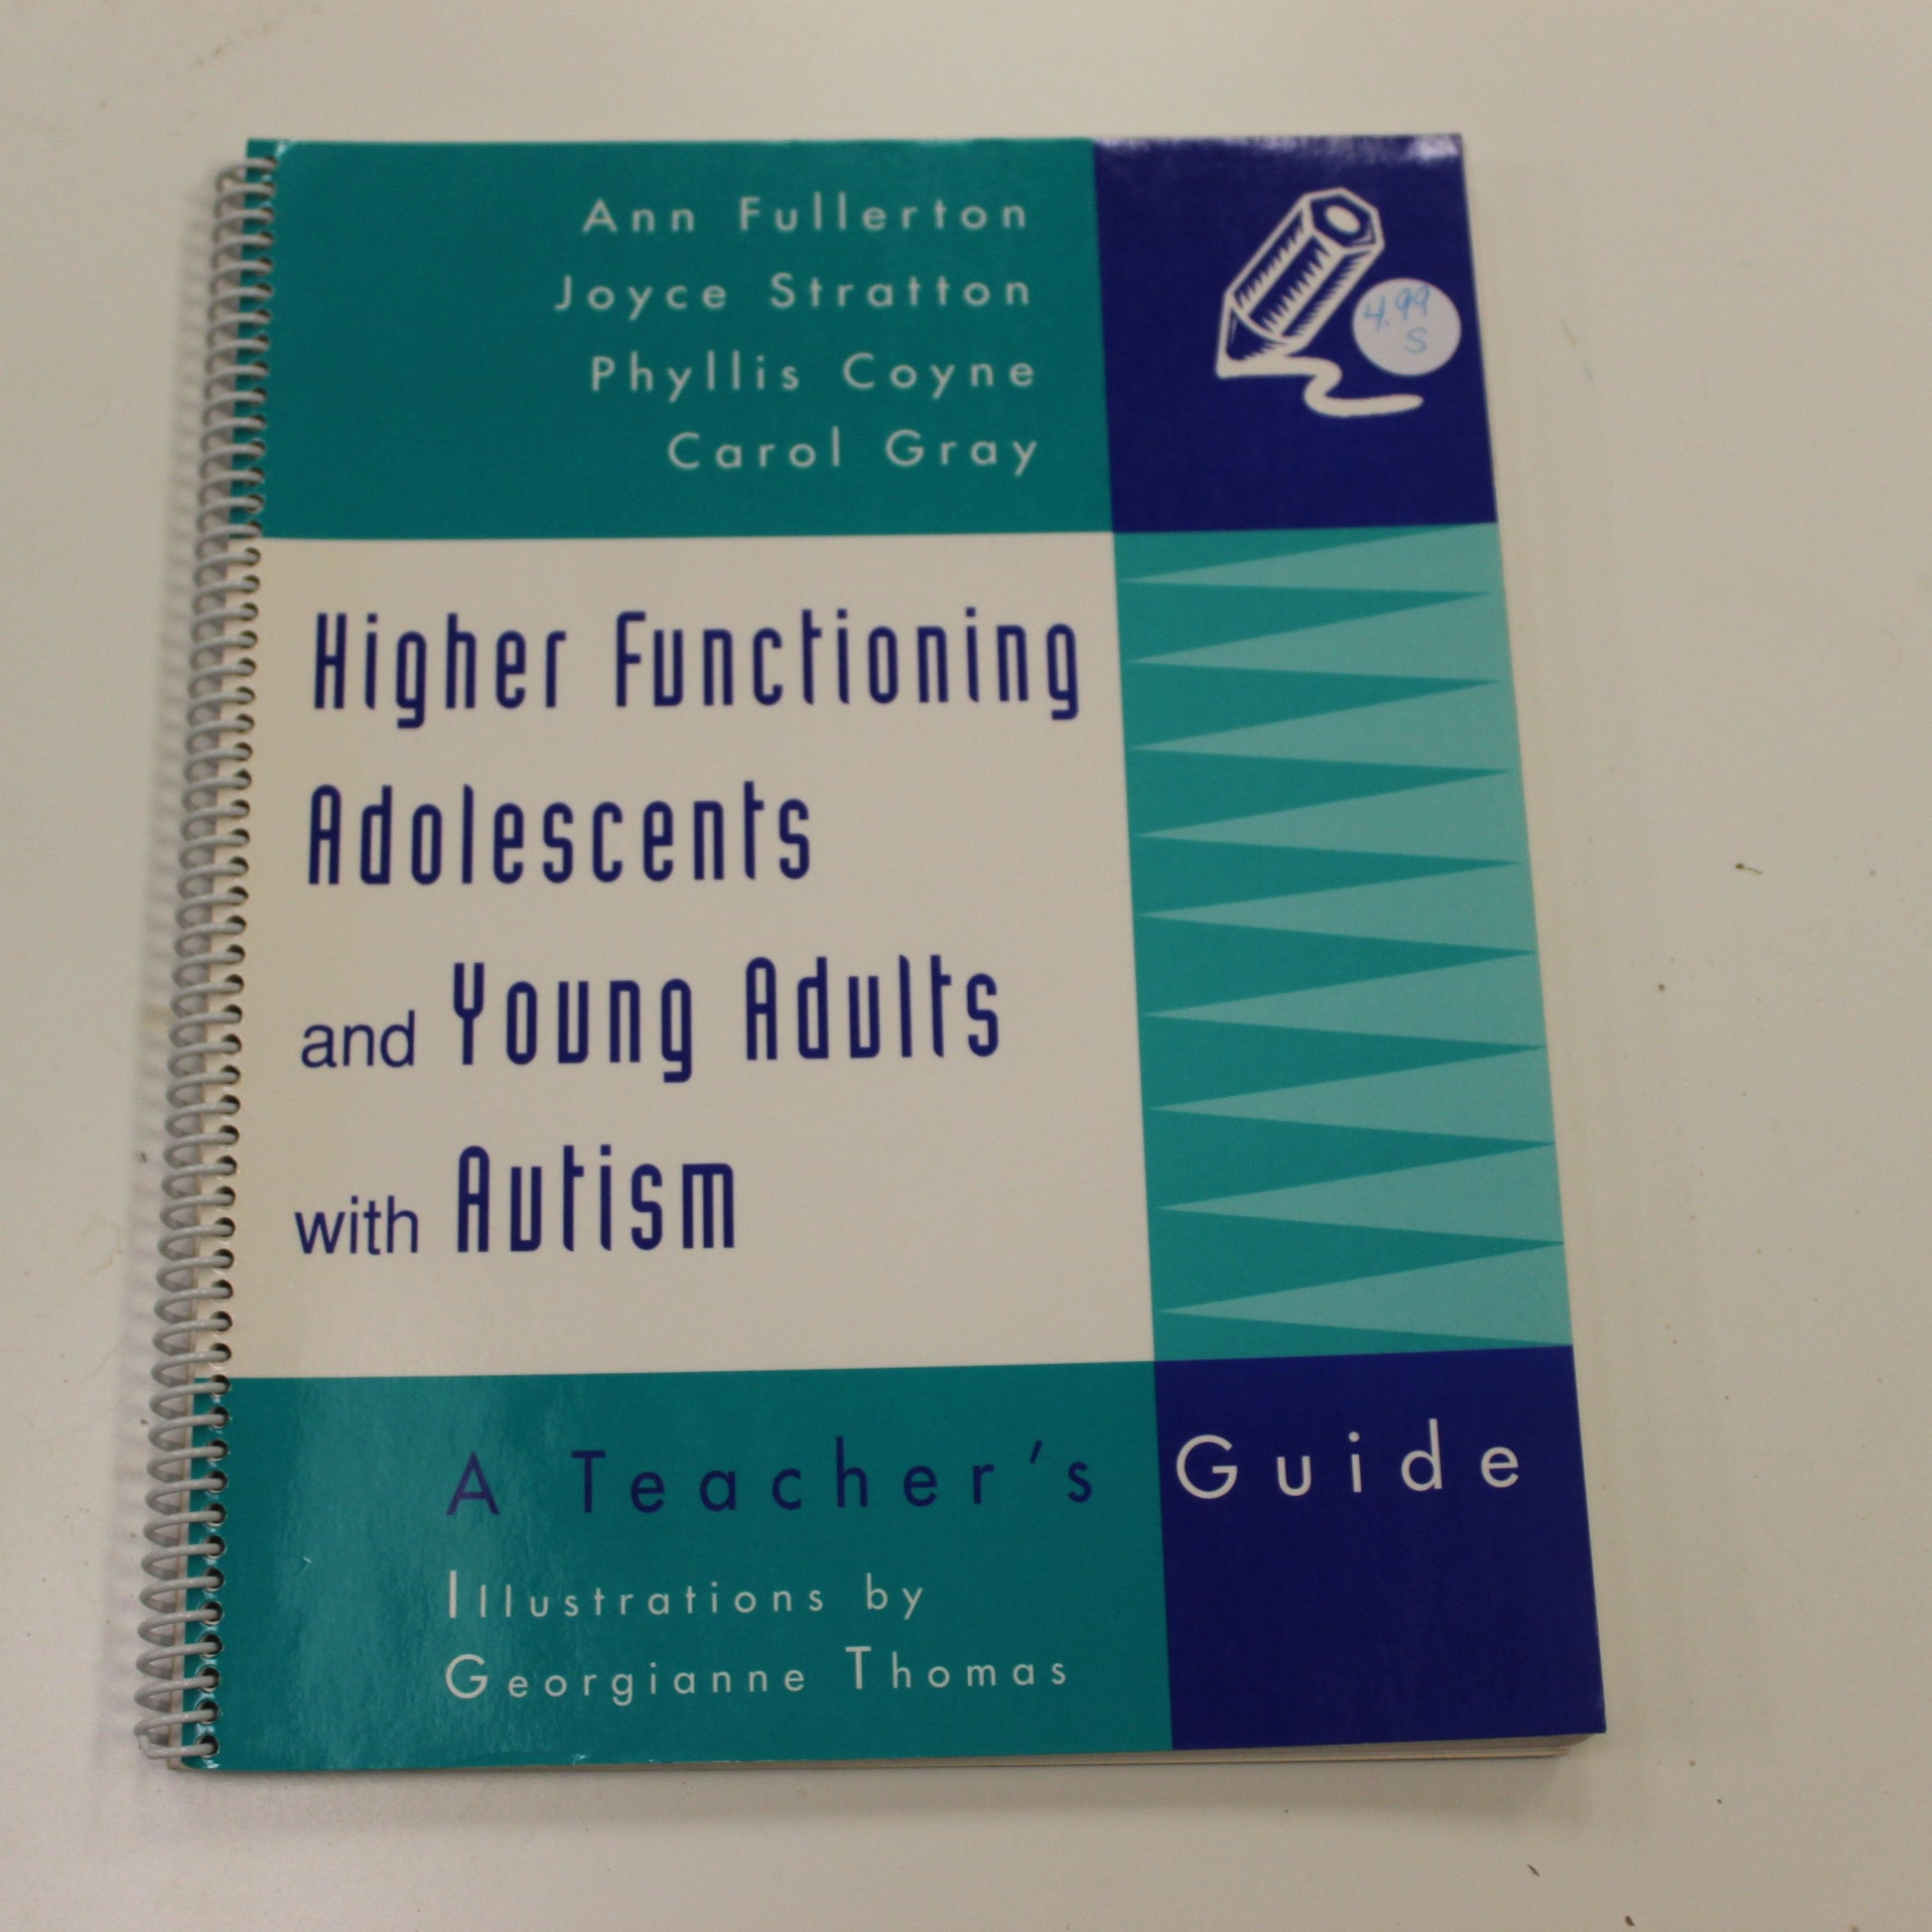 Ann Fullerton
Joyce Stratton
Phyllis Coyne
Carol Gray
4.99
S
Higher Functioning
Adolescents
and Young Adults
with Autism
A Teacher's Guide
Illustrations by
Georgianne Thomas